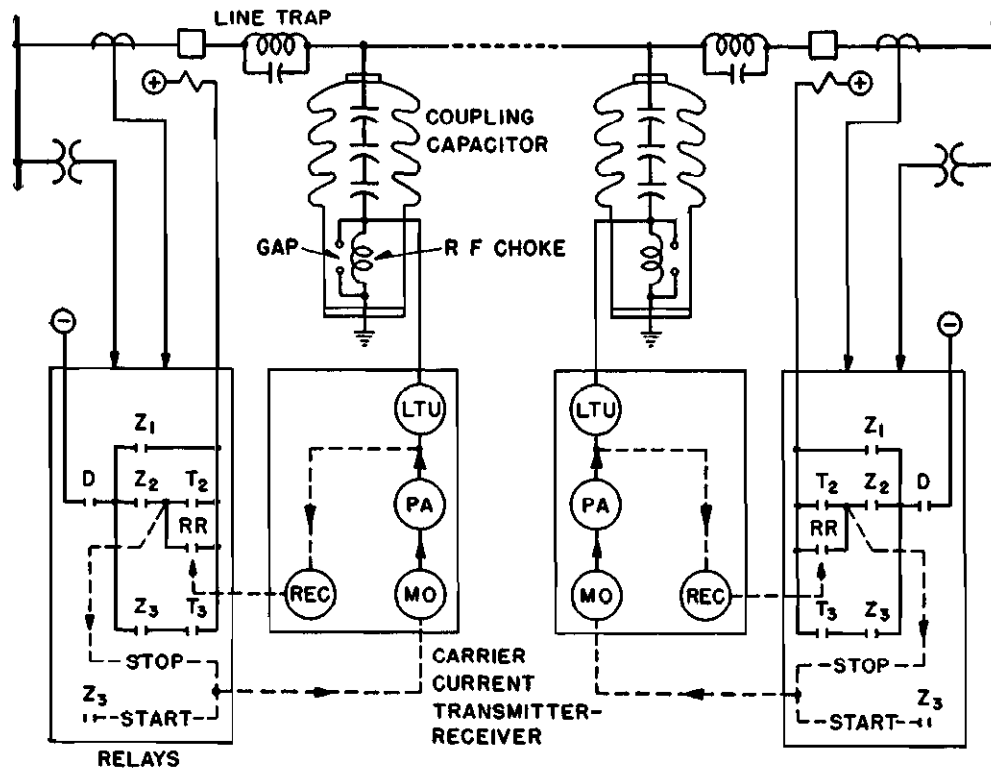 LINE TRAP
+
+
COUPLING
CAPACITOR
GAP
R F CHOKE
−
−
LTU
LTU
Z1
Z1
D
Z2
T2
PA
PA
T2
Z2
D
RR
RR
REC
MO
MO
REC
Z3
T3
T3
Z3
STOP
STOP
Z3
START
START
Z3
CARRIER
CURRENT
TRANSMITTER-
RECEIVER
RELAYS